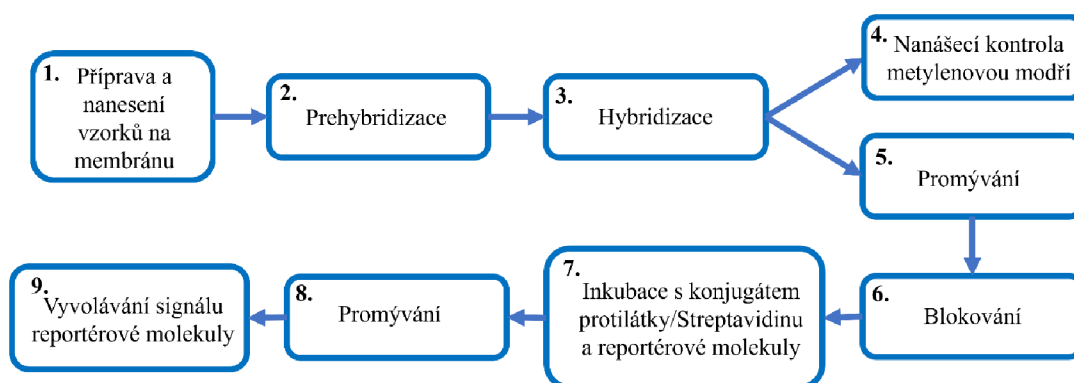 1. Příprava a
nanesení
vzorků na
membránu
2.
Prehybridizace
3.
Hybridizace
4. Nanášecí kontrola
metylenovou modří
5.
Promývání
6.
Blokování
7.
Inkubace s konjugátem
protilátky/Streptavidinu
a reportérové molekuly
8.
Promývání
9.
Vyvolávání signálu
reportérové molekuly